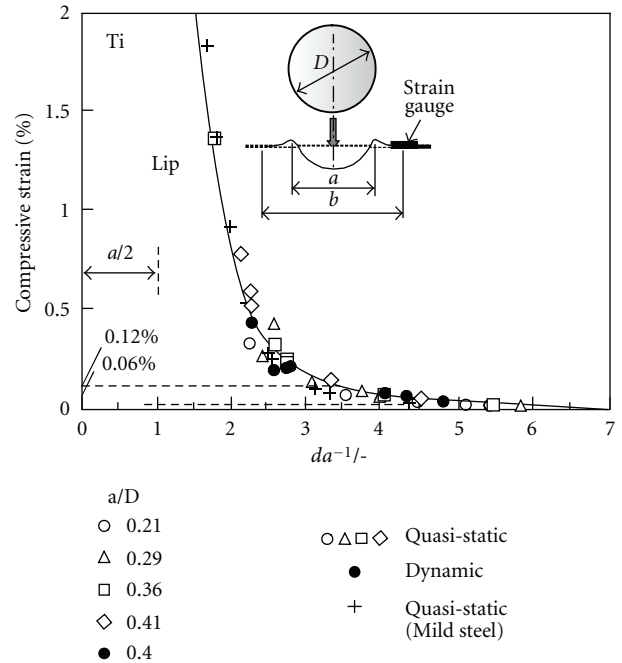 2
Ti
D
Strain
gauge
1.5
Lip
a
b
Compressive strain (%)
1
a/2
0.5
0.12%
0.06%
0
0 1 2 3 4 5 6 7
da⁻¹/-
a/D
0.21
0.29
0.36
0.41
0.4
Quasi-static
Dynamic
Quasi-static
(Mild steel)